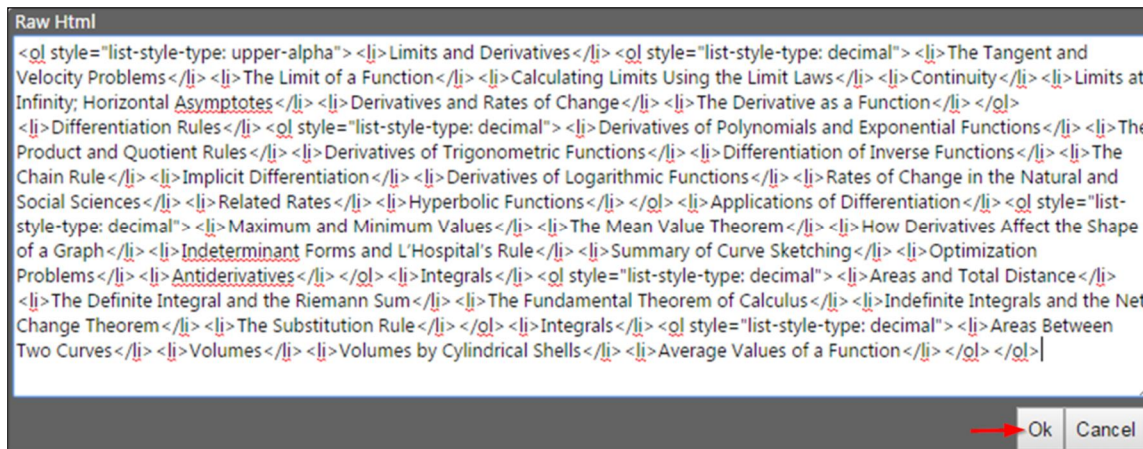 Raw Html
<ol style="list-style-type: upper-alpha"> <li>Limits and Derivatives</li> <ol style="list-style-type: decimal"> <li>The Tangent and
Velocity Problems</li> <li>The Limit of a Function</li> <li>Calculating Limits Using the Limit Laws</li> <li>Continuity</li> <li>Limits at
Infinity; Horizontal Asymptotes</li> <li>Derivatives and Rates of Change</li> <li>The Derivative as a Function</li> </ol>
<li>Differentiation Rules</li> <ol style="list-style-type: decimal"> <li>Derivatives of Polynomials and Exponential Functions</li> <li>The
Product and Quotient Rules</li> <li>Derivatives of Trigonometric Functions</li> <li>Differentiation of Inverse Functions</li> <li>The
Chain Rule</li> <li>Implicit Differentiation</li> <li>Derivatives of Logarithmic Functions</li> <li>Rates of Change in the Natural and
Social Sciences</li> <li>Related Rates</li> <li>Hyperbolic Functions</li> </ol> <li>Applications of Differentiation</li> <ol style="list-
style-type: decimal"> <li>Maximum and Minimum Values</li> <li>The Mean Value Theorem</li> <li>How Derivatives Affect the Shape
of a Graph</li> <li>Indeterminant Forms and L'Hospital's Rule</li> <li>Summary of Curve Sketching</li> <li>Optimization
Problems</li> <li>Antiderivatives</li> </ol> <li>Integrals</li> <ol style="list-style-type: decimal"> <li>Areas and Total Distance</li>
<li>The Definite Integral and the Riemann Sum</li> <li>The Fundamental Theorem of Calculus</li> <li>Indefinite Integrals and the Net
Change Theorem</li> <li>The Substitution Rule</li> </ol> <li>Integrals</li> <ol style="list-style-type: decimal"> <li>Areas Between
Two Curves</li> <li>Volumes</li> <li>Volumes by Cylindrical Shells</li> <li>Average Values of a Function</li> </ol> </ol>
Ok Cancel